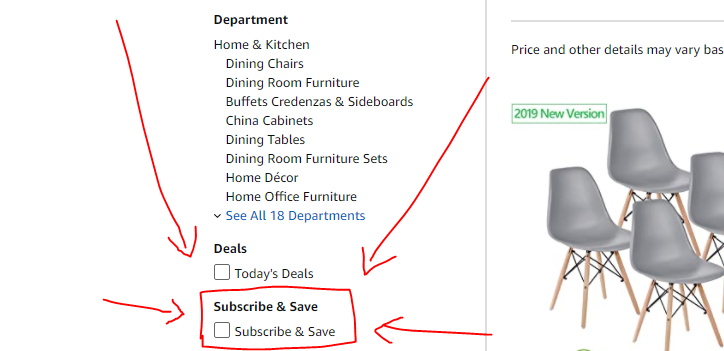 Department
Home & Kitchen
Dining Chairs
Dining Room Furniture
Buffets Credenzas & Sideboards
China Cabinets
Dining Tables
Dining Room Furniture Sets
Home Décor
Home Office Furniture
See All 18 Departments
Deals
Today's Deals
Subscribe & Save
Subscribe & Save
Price and other details may vary bas
2019 New Version